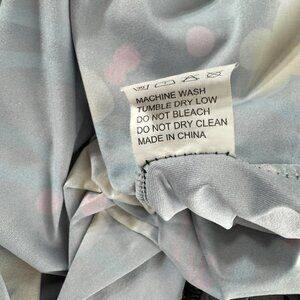 MACHINE WASH
TUMBLE DRY LOW
DO NOT BLEACH
DO NOT DRY CLEAN
MADE IN CHINA